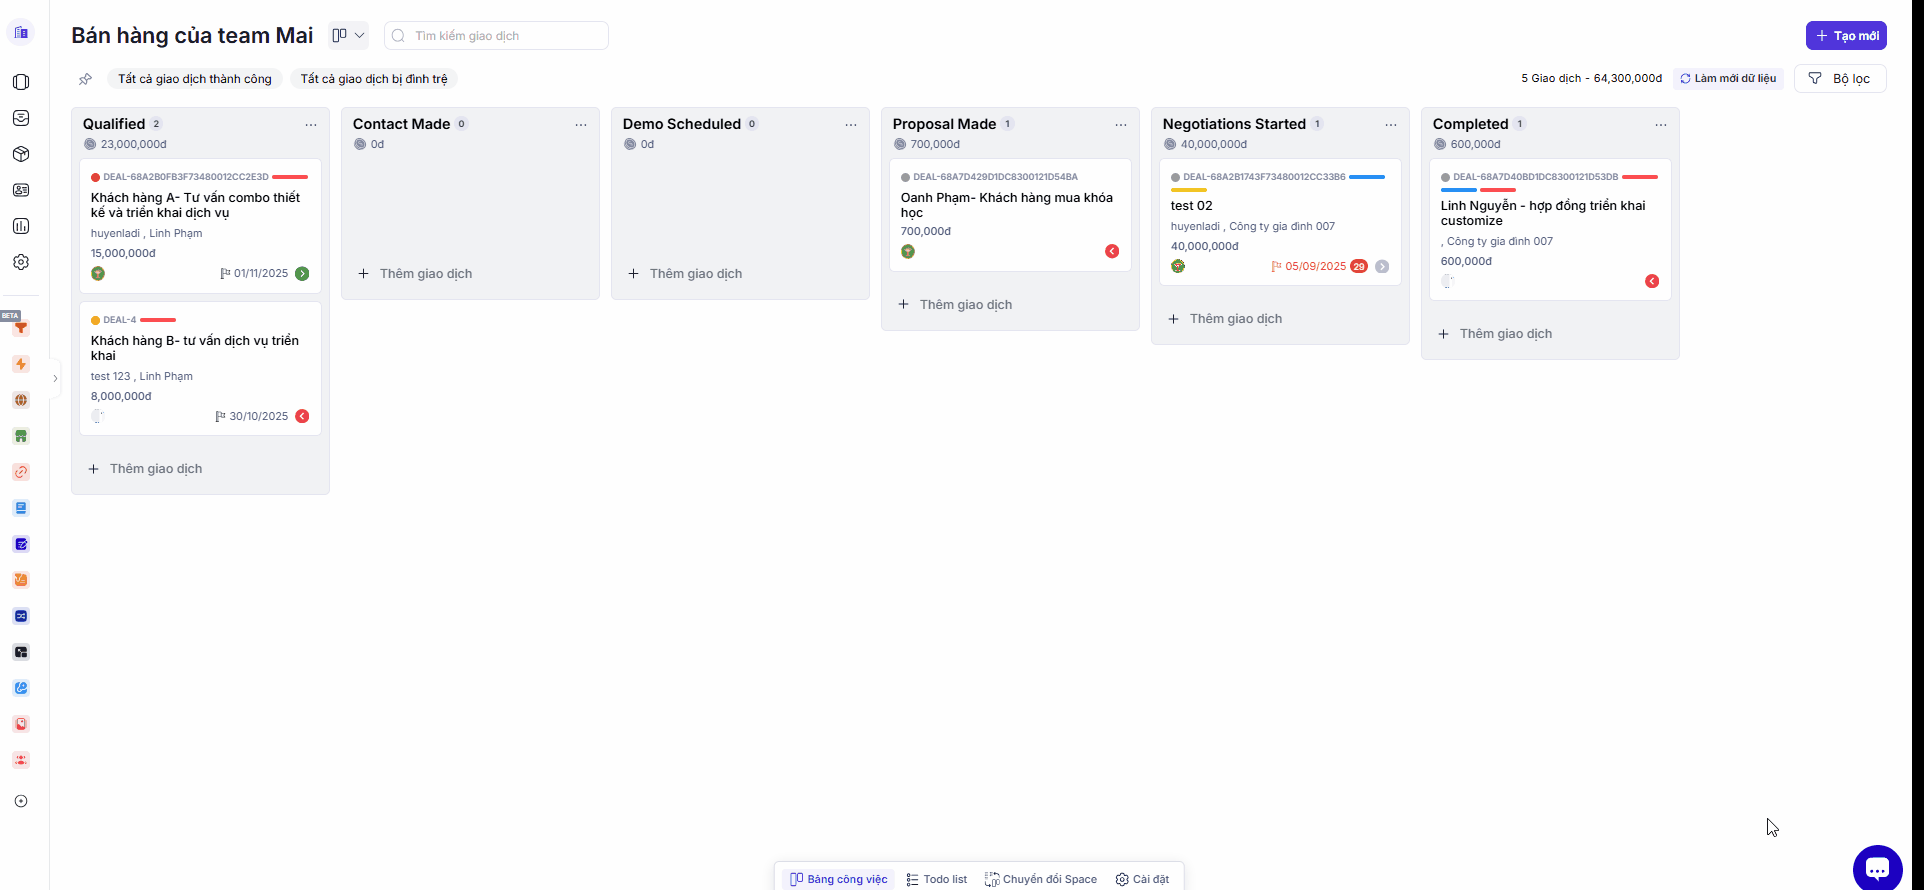 Bán hàng của team Mai
Tìm kiếm giao dịch
Tạo mới
Tất cả giao dịch thành công
Tất cả giao dịch bị đình trệ
5 Giao dịch - 64,300,000đ
Làm mới dữ liệu
Bộ lọc
BETA
Qualified 2
23,000,000đ
DEAL-68A2B0FB3F73480012CC2E3D
Khách hàng A- Tư vấn combo thiết
kế và triển khai dịch vụ
huyenladi , Linh Phạm
15,000,000đ
01/11/2025
DEAL-4
Khách hàng B- tư vấn dịch vụ triển
khai
test 123 , Linh Phạm
8,000,000đ
30/10/2025
Thêm giao dịch
Contact Made 0
0đ
Thêm giao dịch
Demo Scheduled 0
0đ
Thêm giao dịch
Proposal Made 1
700,000đ
DEAL-68A7D429D1DC8300121D54BA
Oanh Phạm- Khách hàng mua khóa
học
700,000đ
Thêm giao dịch
Negotiations Started 1
40,000,000đ
DEAL-68A2B1743F73480012CC33B6
test 02
huyenladi , Công ty gia đình 007
40,000,000đ
05/09/2025 29
Thêm giao dịch
Completed 1
600,000đ
DEAL-68A7D40BD1DC8300121D53DB
Linh Nguyễn - hợp đồng triển khai
customize
, Công ty gia đình 007
600,000đ
Thêm giao dịch
Bảng công việc
Todo list
Chuyển đổi Space
Cài đặt